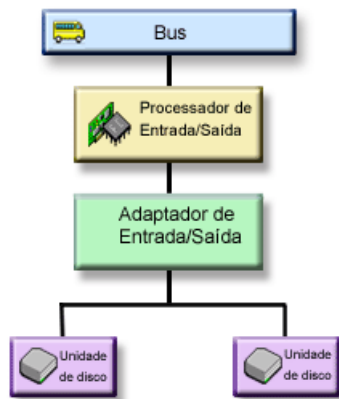 Bus
Processador de
Entrada/Saída
Adaptador de
Entrada/Saída
Unidade
de disco
Unidade
de disco